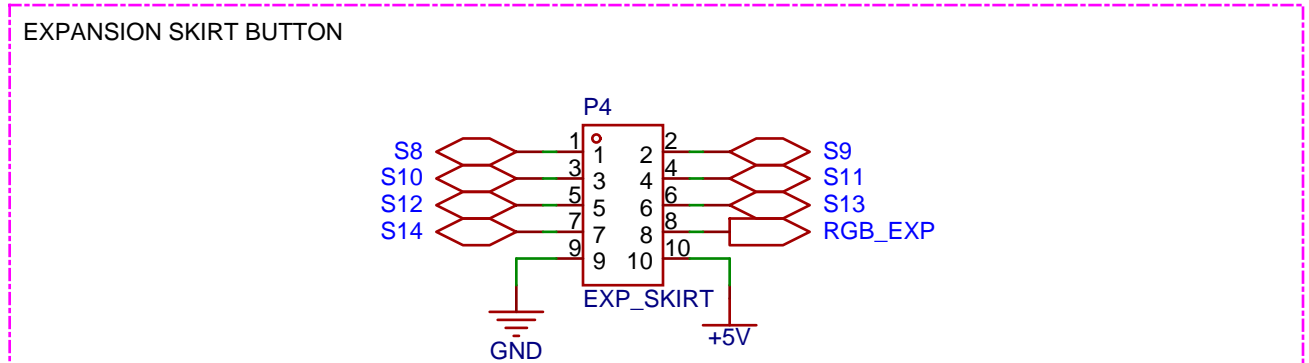 EXPANSION SKIRT BUTTON
P4
S8 1 1 2 2 S9
S10 3 3 4 4 S11
S12 5 5 6 6 S13
S14 7 7 8 8 RGB_EXP
9 9 10 10
EXP_SKIRT
GND +5V